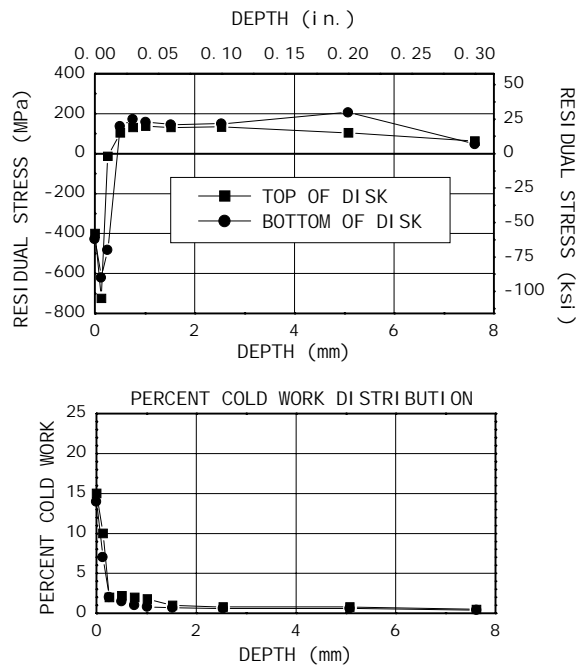 DEPTH (in.)
0.00 0.05 0.10 0.15 0.20 0.25 0.30
400
200
0
-200
-400
-600
-800
RESIDUAL STRESS (MPa)
50
25
0
-25
-50
-75
-100
RESIDUAL STRESS (ksi)
TOP OF DISK
BOTTOM OF DISK
0 2 4 6 8
DEPTH (mm)
PERCENT COLD WORK DISTRIBUTION
25
20
15
10
5
0
PERCENT COLD WORK
0 2 4 6 8
DEPTH (mm)